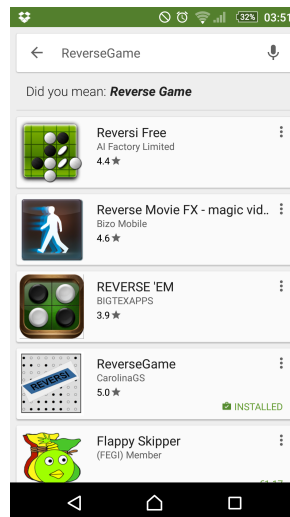 32% 03:51
ReverseGame
Did you mean: Reverse Game
Reversi Free
AI Factory Limited
4.4★
Reverse Movie FX - magic vid..
Bizo Mobile
4.6★
REVERSE 'EM
BIGTEXAPPS
3.9★
REVERSI
ReverseGame
CarolinaGS
5.0★
INSTALLED
Flappy Skipper
(FEGI) Member